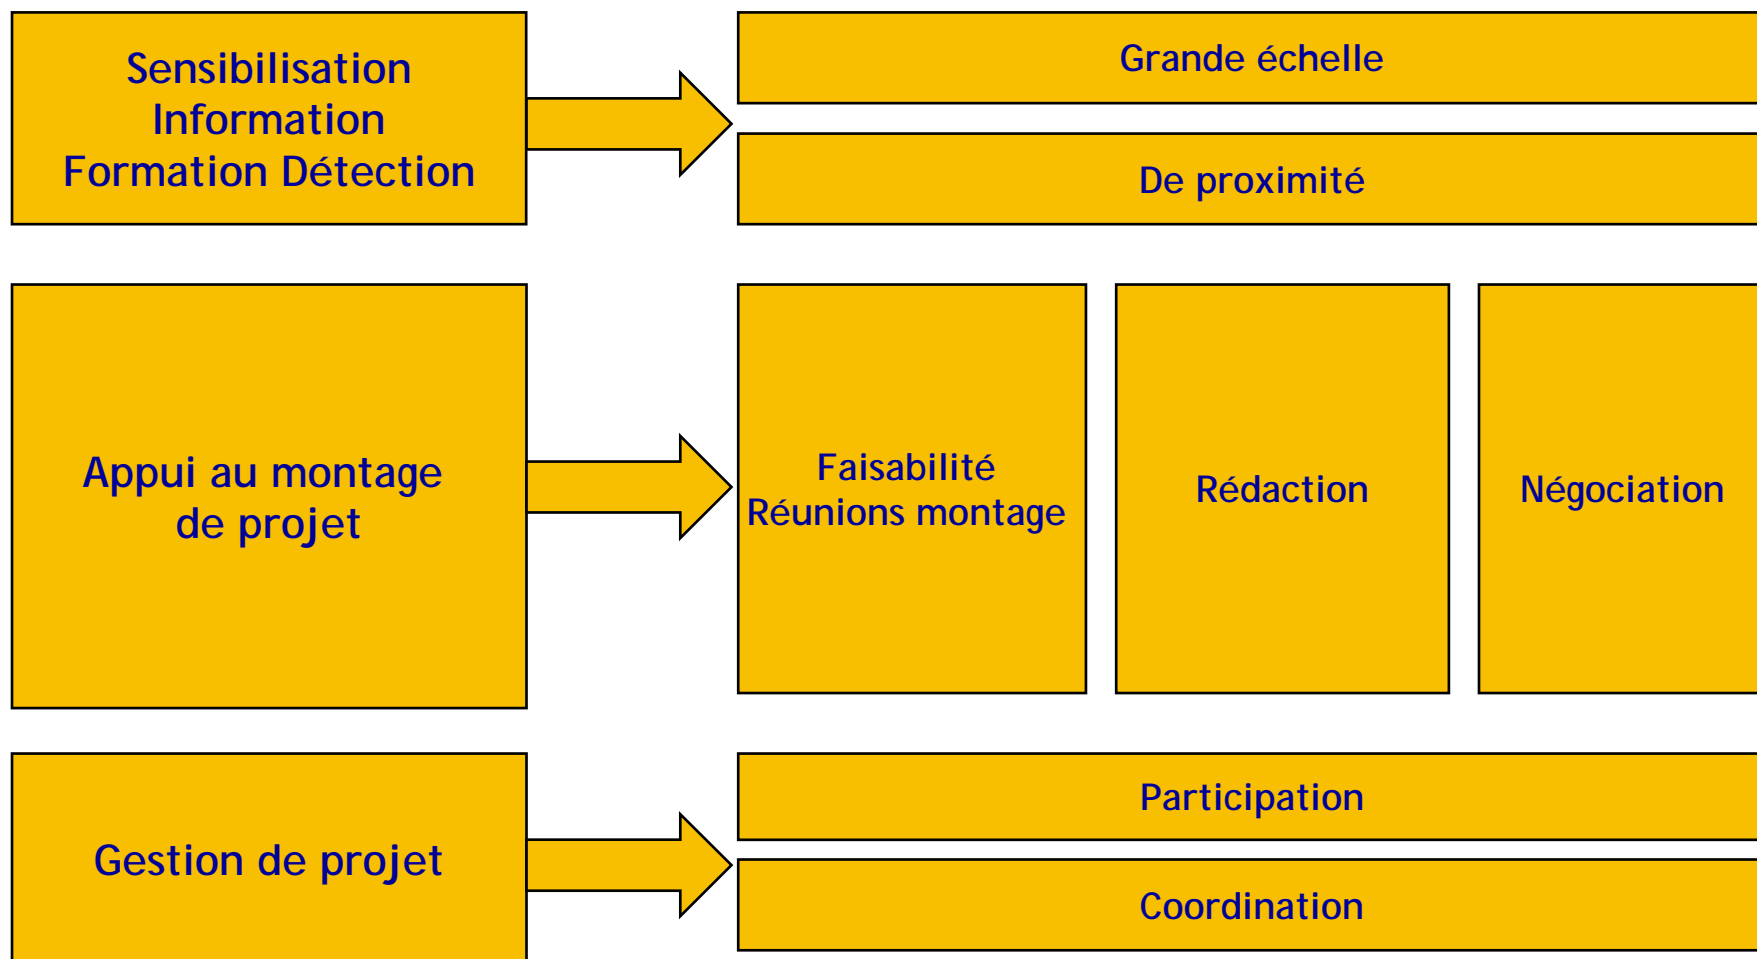 Sensibilisation
Information
Formation Détection
Grande échelle
De proximité
Appui au montage
de projet
Faisabilité
Réunions montage
Rédaction
Négociation
Gestion de projet
Participation
Coordination